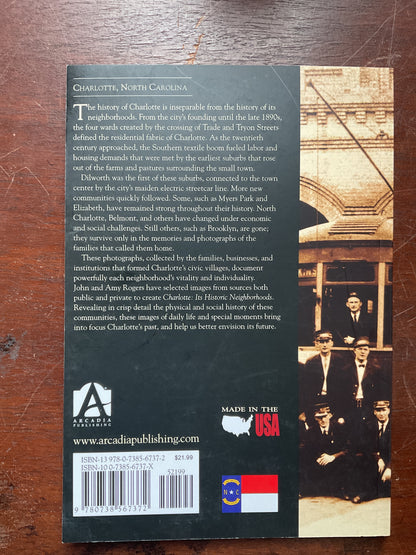 CHARLOTTE, NORTH CAROLINA
The history of Charlotte is inseparable from the history of its
neighborhoods. From the city's founding until the late 1890s,
the four wards created by the crossing of Trade and Tryon Streets
defined the residential fabric of Charlotte. As the twentieth
century approached, the Southern textile boom fueled labor and
housing demands that were met by the earliest suburbs that rose
out of the farms and pastures surrounding the small town.
Dilworth was the first of these suburbs, connected to the town
center by the city's maiden electric streetcar line. More new
communities quickly followed. Some, such as Myers Park and
Elizabeth, have remained strong throughout their history. North
Charlotte, Belmont, and others have changed under economic
and social challenges. Still others, such as Brooklyn, are gone;
they survive only in the memories and photographs of the
families that called them home.
These photographs, collected by the families, businesses, and
institutions that formed Charlotte's civic villages, document
powerfully each neighborhood's vitality and individuality.
John and Amy Rogers have selected images from sources both
public and private to create Charlotte: Its Historic Neighborhoods.
Revealing in crisp detail the physical and social history of these
communities, these images of daily life and special moments bring
into focus Charlotte's past, and help us better envision its future.
A
ARCADIA
PUBLISHING
www.arcadiapublishing.com
MADE IN THE
USA
ISBN-13 978-0-7385-6737-2
ISBN-10 0-7385-6737-X
$21.99
52199
9 780738 567372
N C